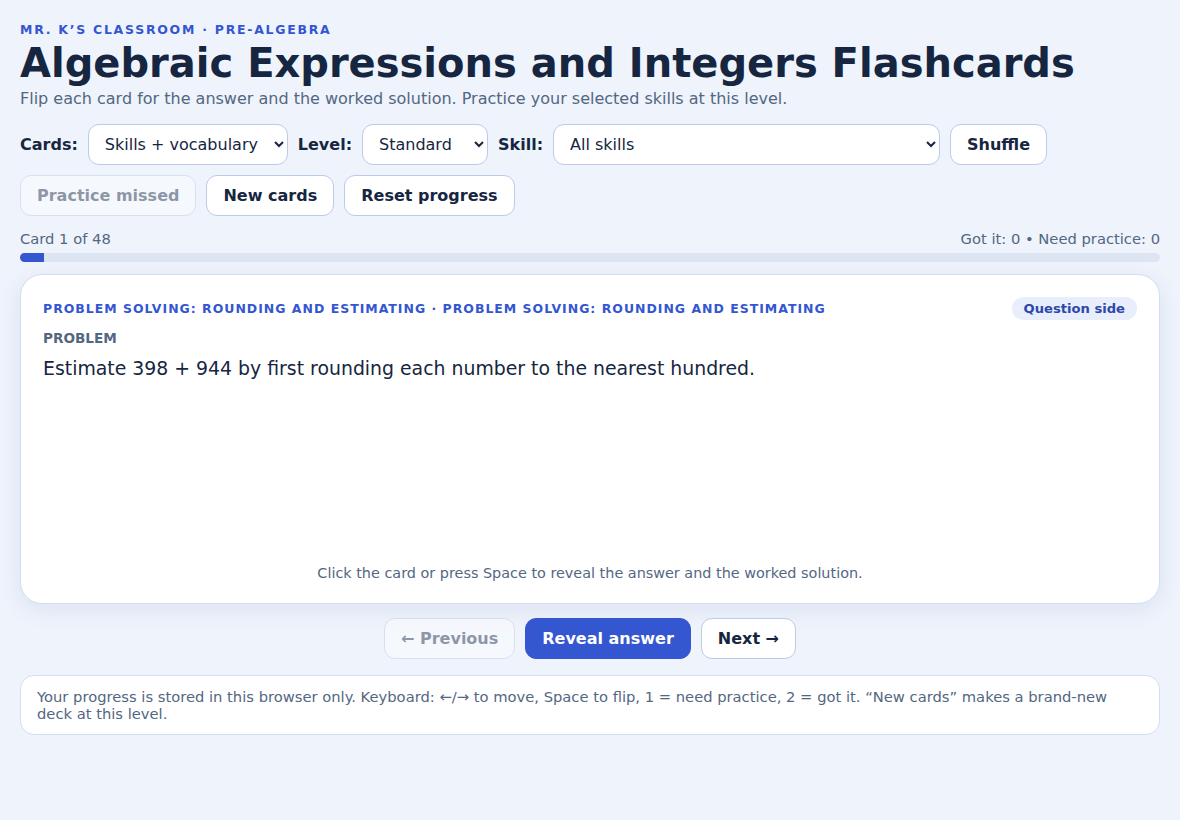 MR. K’S CLASSROOM · PRE-ALGEBRA
Algebraic Expressions and Integers Flashcards
Flip each card for the answer and the worked solution. Practice your selected skills at this level.
Cards: Skills + vocabulary Level: Standard Skill: All skills Shuffle
Practice missed New cards Reset progress
Card 1 of 48 Got it: 0 • Need practice: 0
PROBLEM SOLVING: ROUNDING AND ESTIMATING · PROBLEM SOLVING: ROUNDING AND ESTIMATING Question side
PROBLEM
Estimate 398 + 944 by first rounding each number to the nearest hundred.
Click the card or press Space to reveal the answer and the worked solution.
← Previous Reveal answer Next →
Your progress is stored in this browser only. Keyboard: ←/→ to move, Space to flip, 1 = need practice, 2 = got it. “New cards” makes a brand-new
deck at this level.